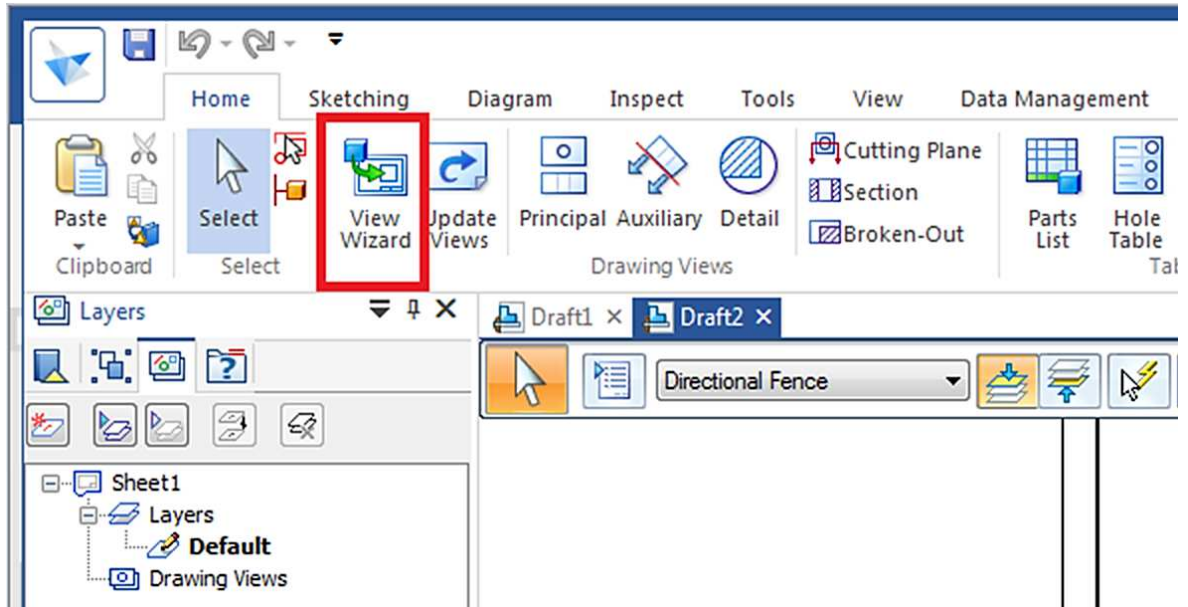 Home Sketching Diagram Inspect Tools View Data Management
Cutting Plane
Section
Broken-Out
Paste Select View Update Principal Auxiliary Detail Parts Hole
Wizard Views List Table
Clipboard Select Drawing Views Tab
Layers
Draft1 Draft2
Directional Fence
Sheet1
Layers
Default
Drawing Views